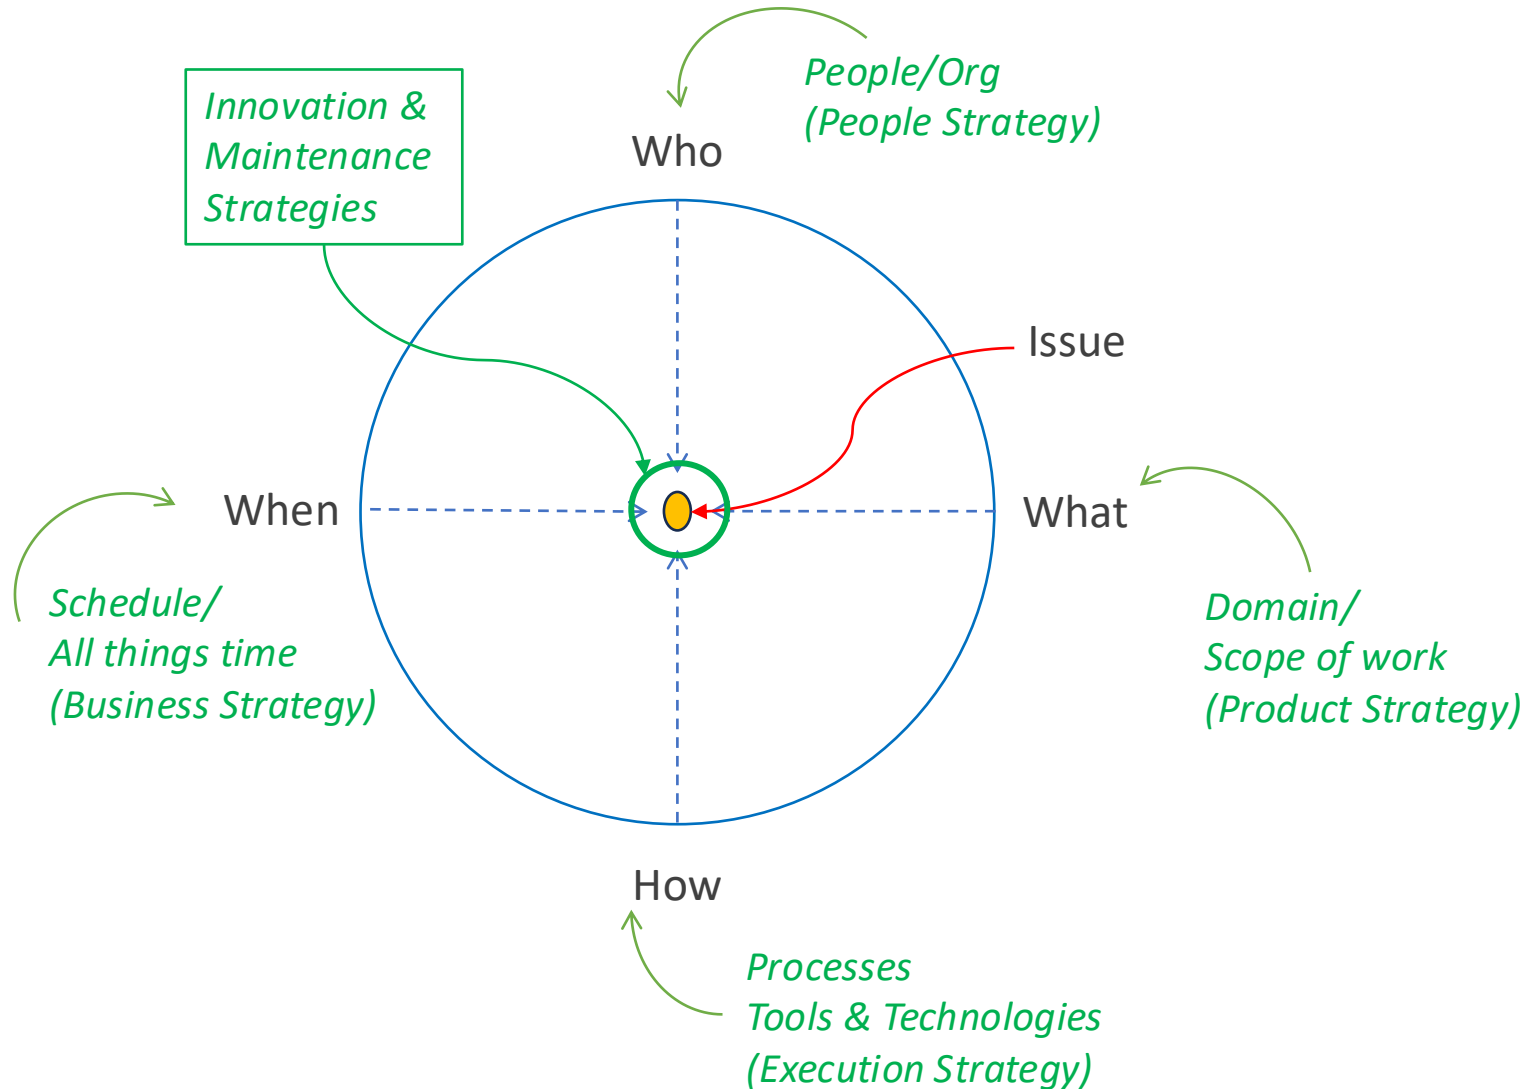 People/Org
(People Strategy)
Innovation &
Maintenance
Strategies
Who
Issue
When
What
Schedule/
All things time
(Business Strategy)
Domain/
Scope of work
(Product Strategy)
How
Processes
Tools & Technologies
(Execution Strategy)